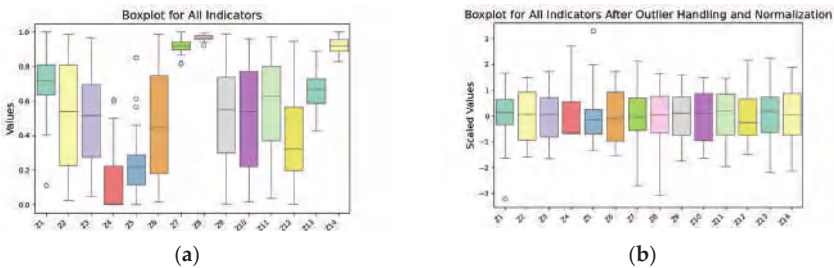 Boxplot for All Indicators
Values
1.0
0.8
0.6
0.4
0.2
0.0
Z1 Z2 Z3 Z4 Z5 Z6 Z7 Z8 Z9 Z10 Z11 Z12 Z13 Z14
(a)
Boxplot for All Indicators After Outlier Handling and Normalization
Scaled Values
3
2
1
0
−1
−2
−3
Z1 Z2 Z3 Z4 Z5 Z6 Z7 Z8 Z9 Z10 Z11 Z12 Z13 Z14
(b)